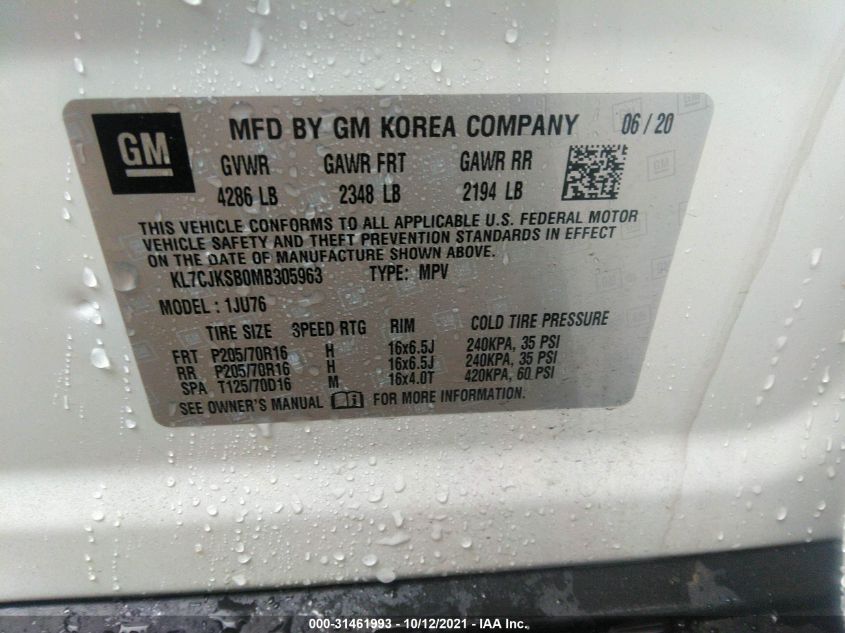 GM
MFD BY GM KOREA COMPANY 06 / 20
GVWR GAWR FRT GAWR RR
4286 LB 2348 LB 2194 LB
THIS VEHICLE CONFORMS TO ALL APPLICABLE U.S. FEDERAL MOTOR
VEHICLE SAFETY AND THEFT PREVENTION STANDARDS IN EFFECT
ON THE DATE OF MANUFACTURE SHOWN ABOVE.
KL7CJKSB0MB305963 TYPE: MPV
MODEL : 1JU76
TIRE SIZE SPEED RTG RIM COLD TIRE PRESSURE
FRT P205/70R16 H 16x6.5J 240KPA, 35 PSI
RR P205/70R16 H 16x6.5J 240KPA, 35 PSI
SPA T125/70D16 M 16x4.0T 420KPA, 60 PSI
SEE OWNER'S MANUAL FOR MORE INFORMATION.
000-31461993 - 10/12/2021 - IAA Inc.